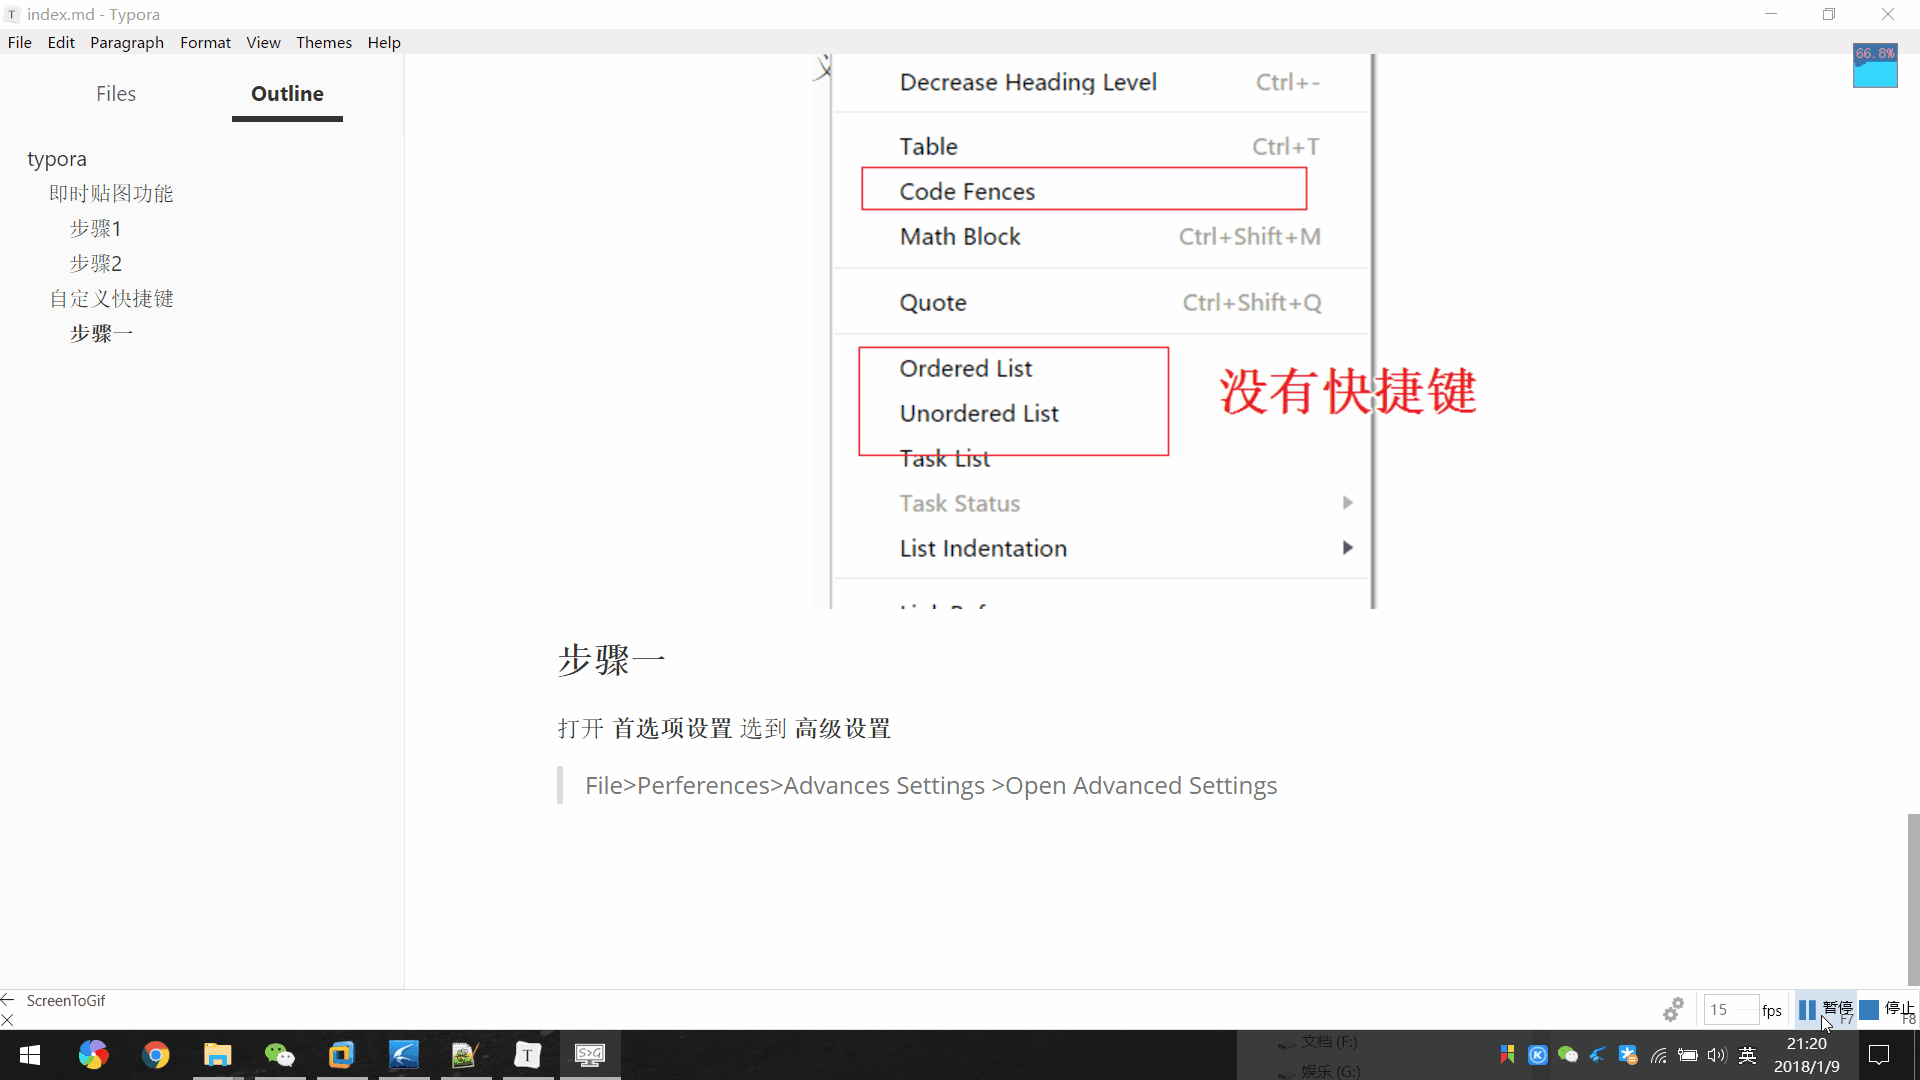 index.md - Typora
File Edit Paragraph Format View Themes Help
66.8%
Files Outline
typora
即时贴图功能
步骤1
步骤2
自定义快捷键
步骤一
Decrease Heading Level Ctrl+-
Table Ctrl+T
Code Fences
Math Block Ctrl+Shift+M
Quote Ctrl+Shift+Q
Ordered List
Unordered List
没有快捷键
Task List
Task Status
List Indentation
步骤一
打开 首选项设置 选到 高级设置
File>Perferences>Advances Settings >Open Advanced Settings
ScreenToGif
15 fps 暂停 F7 停止 F8
文档 (F:)
娱乐 (G:)
英
21:20
2018/1/9